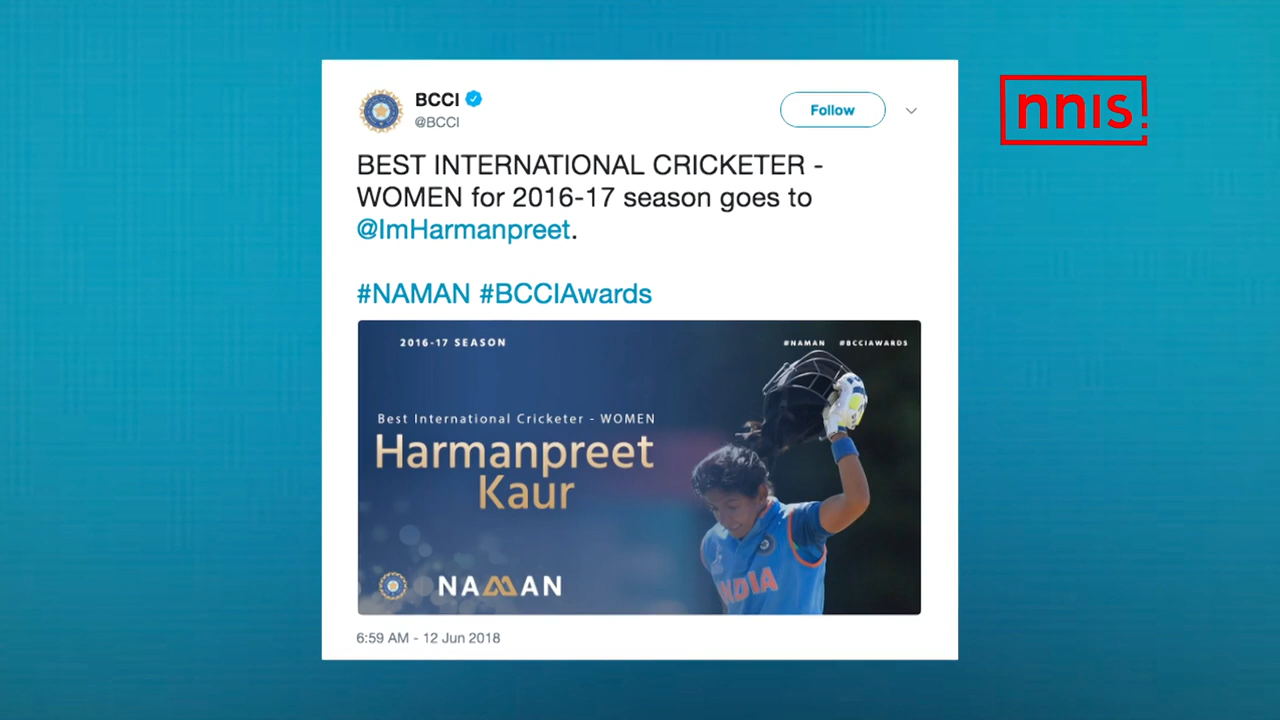 nnis!
BCCI
@BCCI
Follow
BEST INTERNATIONAL CRICKETER -
WOMEN for 2016-17 season goes to
@ImHarmanpreet.
#NAMAN #BCCIAwards
2016-17 SEASON
#NAMAN #BCCIAWARDS
Best International Cricketer - WOMEN
Harmanpreet
Kaur
INDIA
NAMAN
6:59 AM - 12 Jun 2018